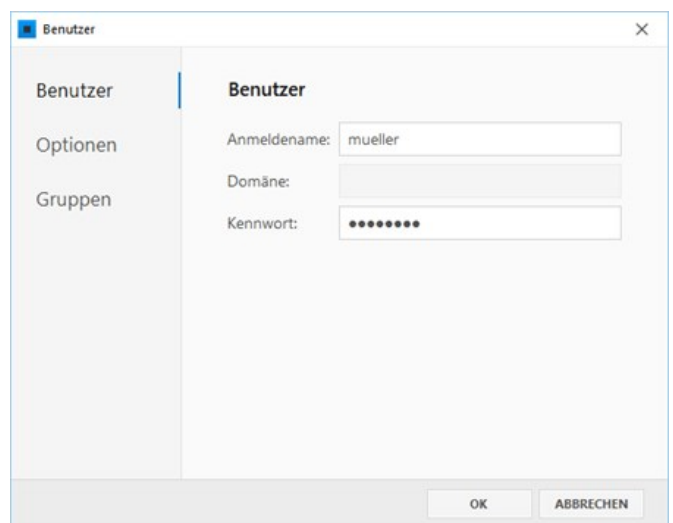 Benutzer
Benutzer
Optionen
Gruppen
Benutzer
Anmeldename: mueller
Domäne:
Kennwort: ●●●●●●●●
OK ABBRECHEN